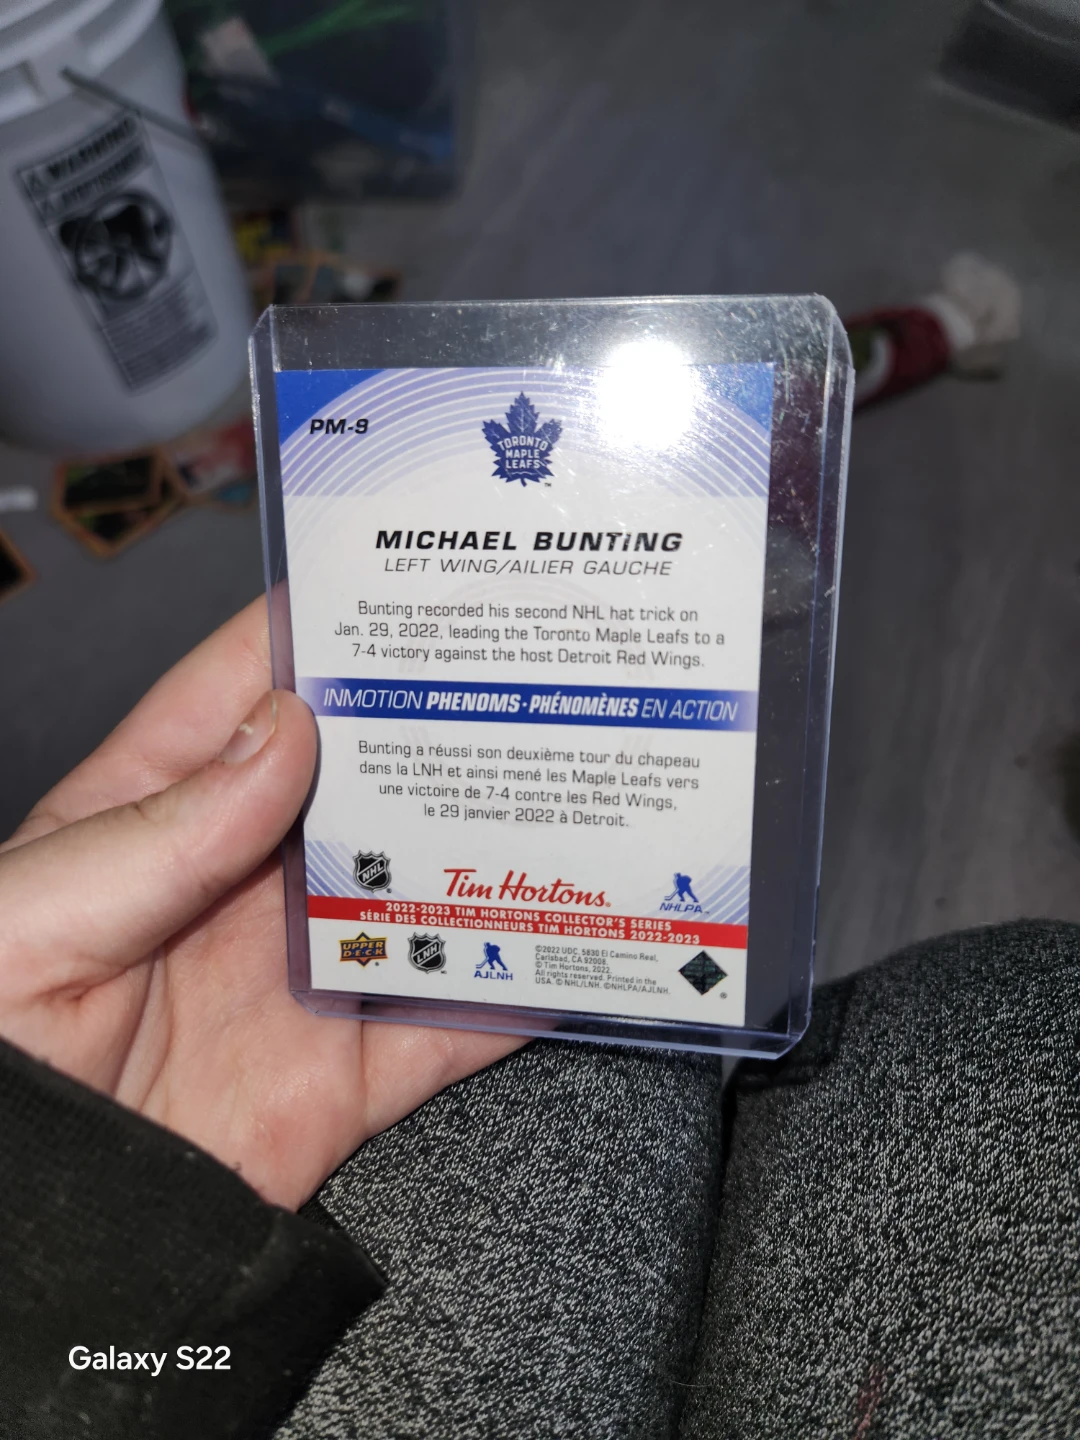 WARNING
PM-9
TORONTO
MAPLE
LEAFS
MICHAEL BUNTING
LEFT WING/AILIER GAUCHE
Bunting recorded his second NHL hat trick on
Jan. 29, 2022, leading the Toronto Maple Leafs to a
7-4 victory against the host Detroit Red Wings.
INMOTION PHENOMS · PHÉNOMÈNES EN ACTION
Bunting a réussi son deuxième tour du chapeau
dans la LNH et ainsi mené les Maple Leafs vers
une victoire de 7-4 contre les Red Wings,
le 29 janvier 2022 à Detroit.
NHL
Tim Hortons.
NHLPA
2022-2023 TIM HORTONS COLLECTOR'S SERIES
SÉRIE DES COLLECTIONNEURS TIM HORTONS 2022-2023
UPPER
DECK
LNH
AJLNH
©2022 UDC. 5830 El Camino Real,
Carlsbad, CA 92008.
© Tim Hortons, 2022.
All rights reserved. Printed in the
USA. © NHL/LNH. ©NHLPA/AJLNH.
Galaxy S22